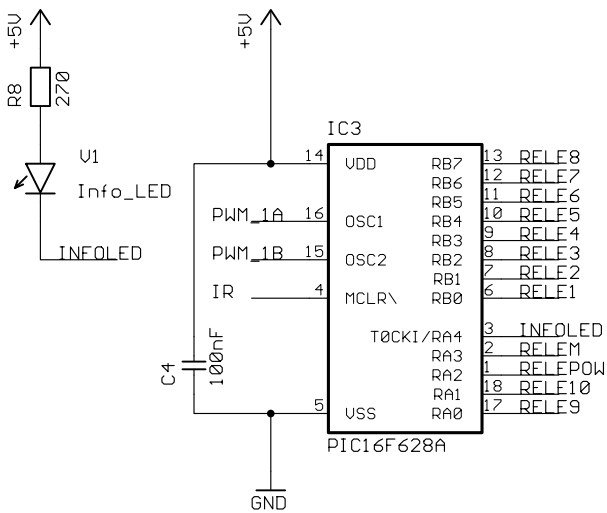 +5V
R8
270
V1
Info_LED
INFOLED
+5V
C4
100nF
GND
IC3
14 VDD RB7 13 RELE8
RB6 12 RELE7
RB5 11 RELE6
PWM_1A 16 OSC1 RB4 10 RELE5
RB3 9 RELE4
PWM_1B 15 OSC2 RB2 8 RELE3
RB1 7 RELE2
IR 4 MCLR\ RB0 6 RELE1
T0CKI/RA4 3 INFOLED
RA3 2 RELEM
RA2 1 RELEPOW
RA1 18 RELE10
5 VSS RA0 17 RELE9
PIC16F628A